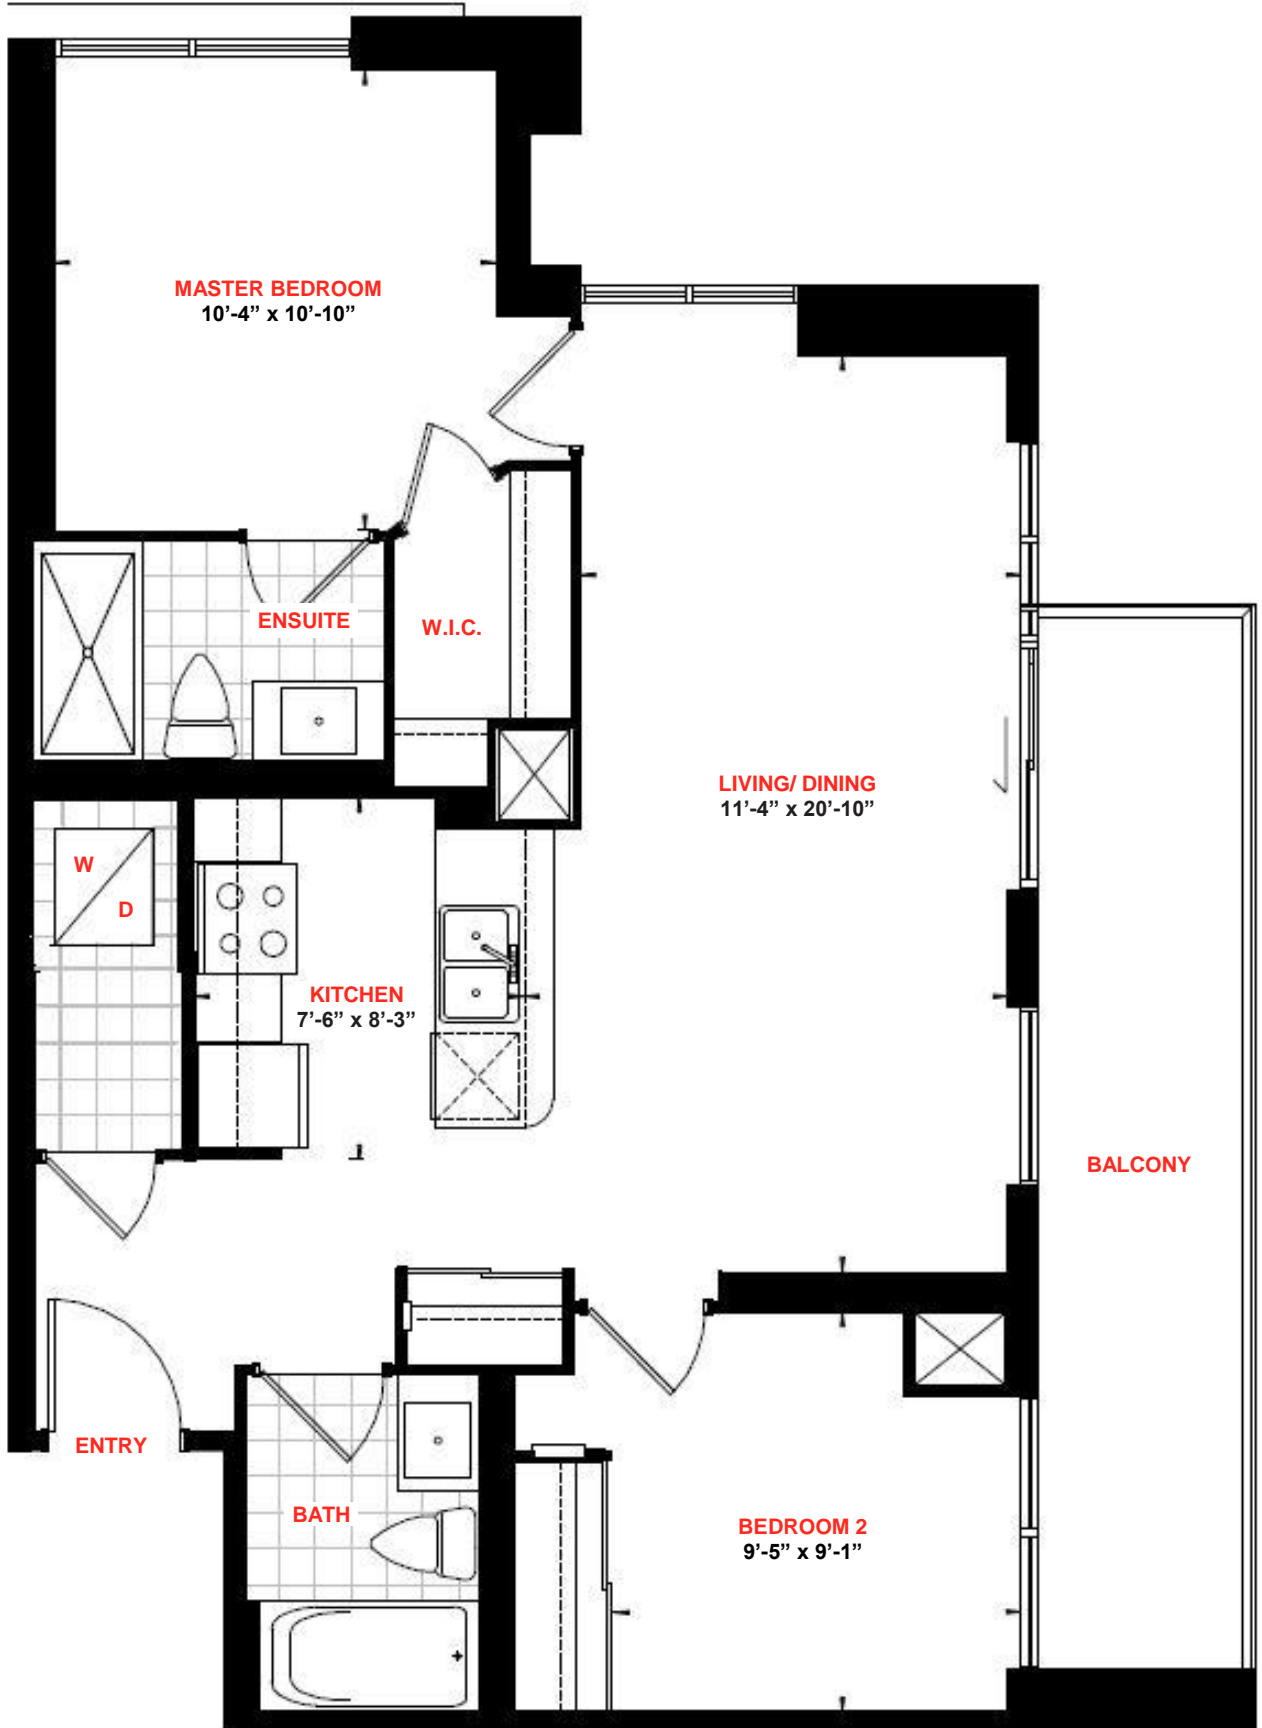 MASTER BEDROOM
10’-4” x 10’-10”
ENSUITE
W.I.C.
LIVING/ DINING
11’-4” x 20’-10”
W
D
KITCHEN
7’-6” x 8’-3”
BALCONY
ENTRY
BATH
BEDROOM 2
9’-5” x 9’-1”